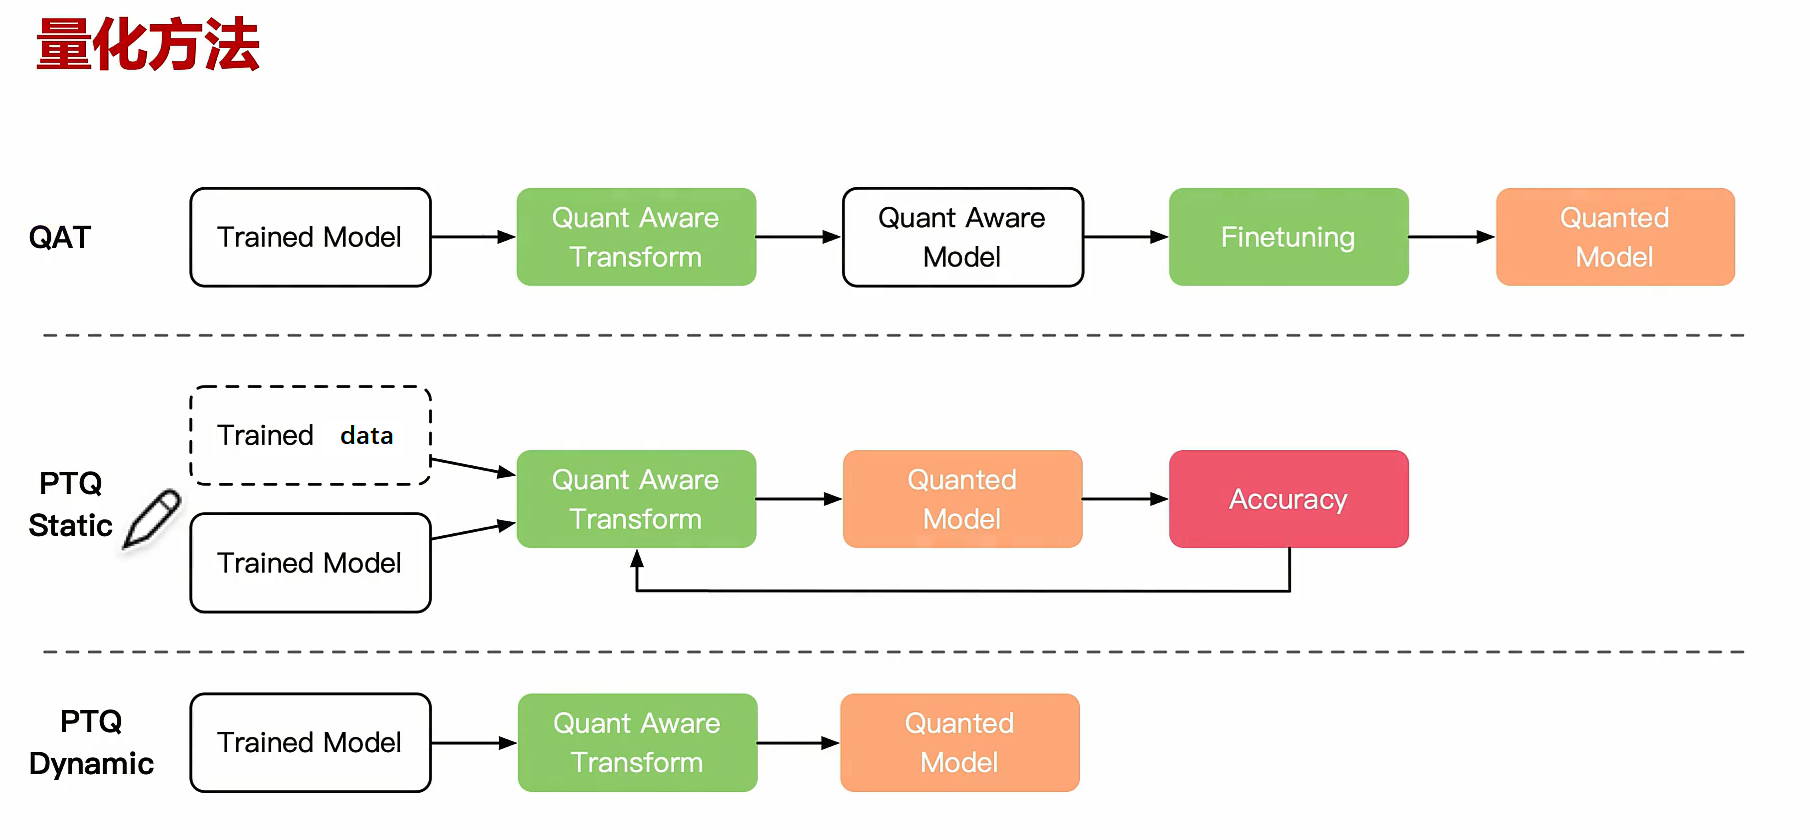 量化方法
QAT
Trained Model
Quant Aware
Transform
Quant Aware
Model
Finetuning
Quanted
Model
PTQ
Static
Trained data
Trained Model
Quant Aware
Transform
Quanted
Model
Accuracy
PTQ
Dynamic
Trained Model
Quant Aware
Transform
Quanted
Model